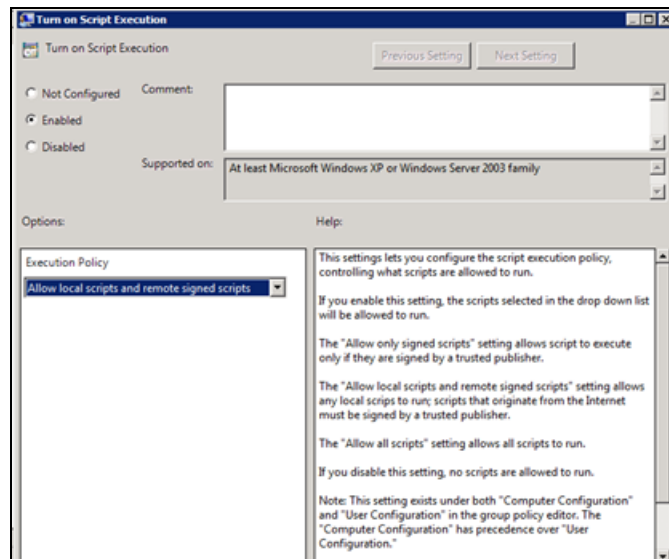 Turn on Script Execution
Turn on Script Execution
Previous Setting
Next Setting
Not Configured
Comment:
Enabled
Disabled
Supported on:
At least Microsoft Windows XP or Windows Server 2003 family
Options:
Help:
Execution Policy
Allow local scripts and remote signed scripts
This settings lets you configure the script execution policy,
controlling what scripts are allowed to run.
If you enable this setting, the scripts selected in the drop down list
will be allowed to run.
The "Allow only signed scripts" setting allows script to execute
only if they are signed by a trusted publisher.
The "Allow local scripts and remote signed scripts" setting allows
any local scrips to run; scripts that originate from the Internet
must be signed by a trusted publisher.
The "Allow all scripts" setting allows all scripts to run.
If you disable this setting, no scripts are allowed to run.
Note: This setting exists under both "Computer Configuration"
and "User Configuration" in the group policy editor. The
"Computer Configuration" has precedence over "User
Configuration."